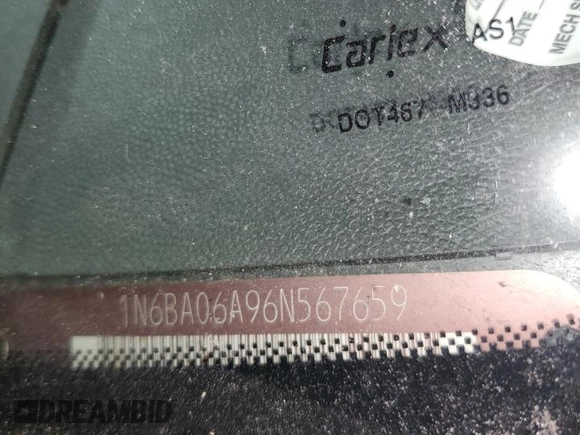 Carlex
AS1
DATE
MECH S
DOT467 M336
1N6BA06A96N567659
DREAMBID